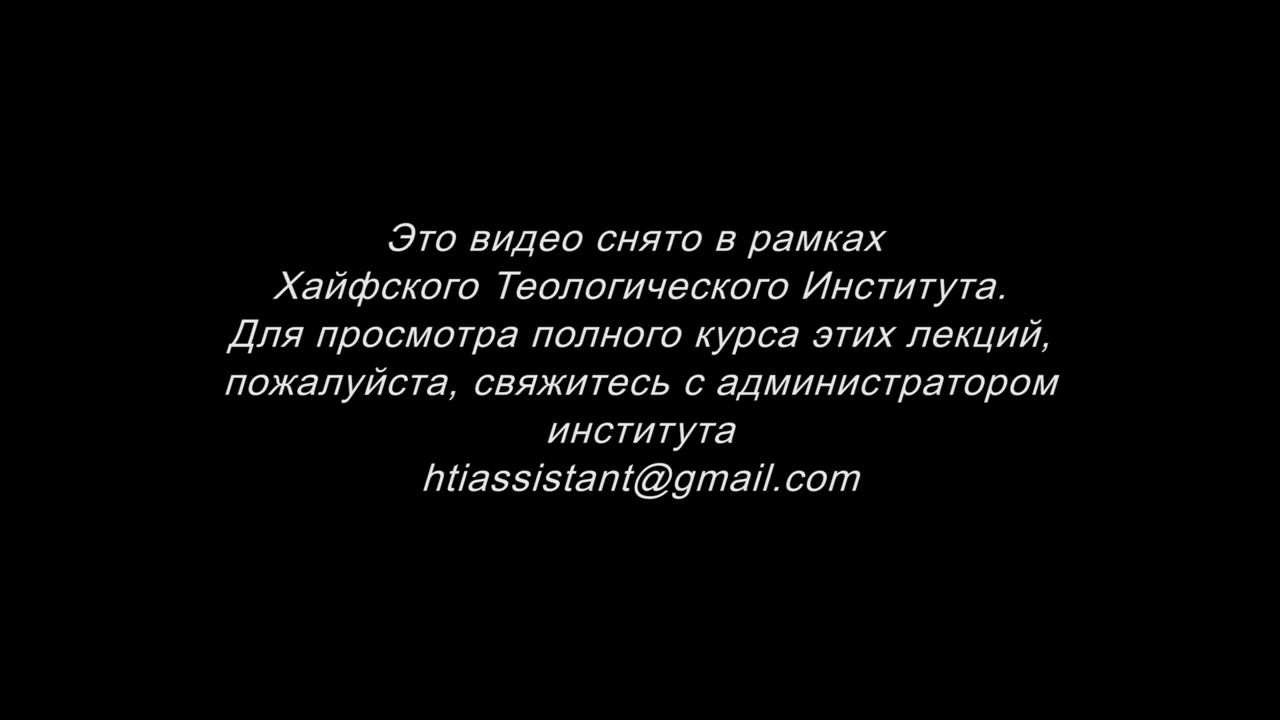 Это видео снято в рамках
Хайфского Теологического Института.
Для просмотра полного курса этих лекций,
пожалуйста, свяжитесь с администратором
института
htiassistant@gmail.com